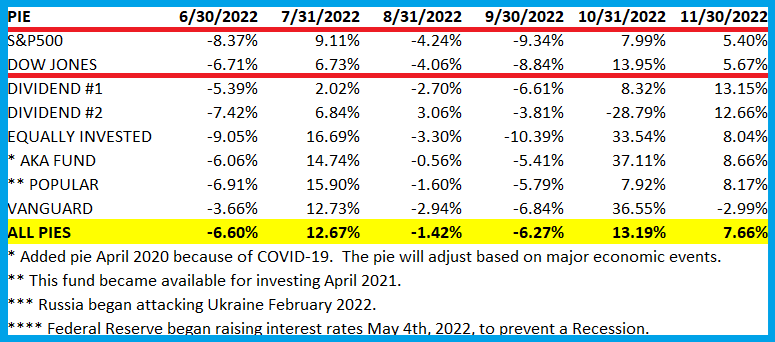 PIE 6/30/2022 7/31/2022 8/31/2022 9/30/2022 10/31/2022 11/30/2022
S&P500 -8.37% 9.11% -4.24% -9.34% 7.99% 5.40%
DOW JONES -6.71% 6.73% -4.06% -8.84% 13.95% 5.67%
DIVIDEND #1 -5.39% 2.02% -2.70% -6.61% 8.32% 13.15%
DIVIDEND #2 -7.42% 6.84% 3.06% -3.81% -28.79% 12.66%
EQUALLY INVESTED -9.05% 16.69% -3.30% -10.39% 33.54% 8.04%
* AKA FUND -6.06% 14.74% -0.56% -5.41% 37.11% 8.66%
** POPULAR -6.91% 15.90% -1.60% -5.79% 7.92% 8.17%
VANGUARD -3.66% 12.73% -2.94% -6.84% 36.55% -2.99%
ALL PIES -6.60% 12.67% -1.42% -6.27% 13.19% 7.66%
* Added pie April 2020 because of COVID-19. The pie will adjust based on major economic events.
** This fund became available for investing April 2021.
*** Russia began attacking Ukraine February 2022.
**** Federal Reserve began raising interest rates May 4th, 2022, to prevent a Recession.